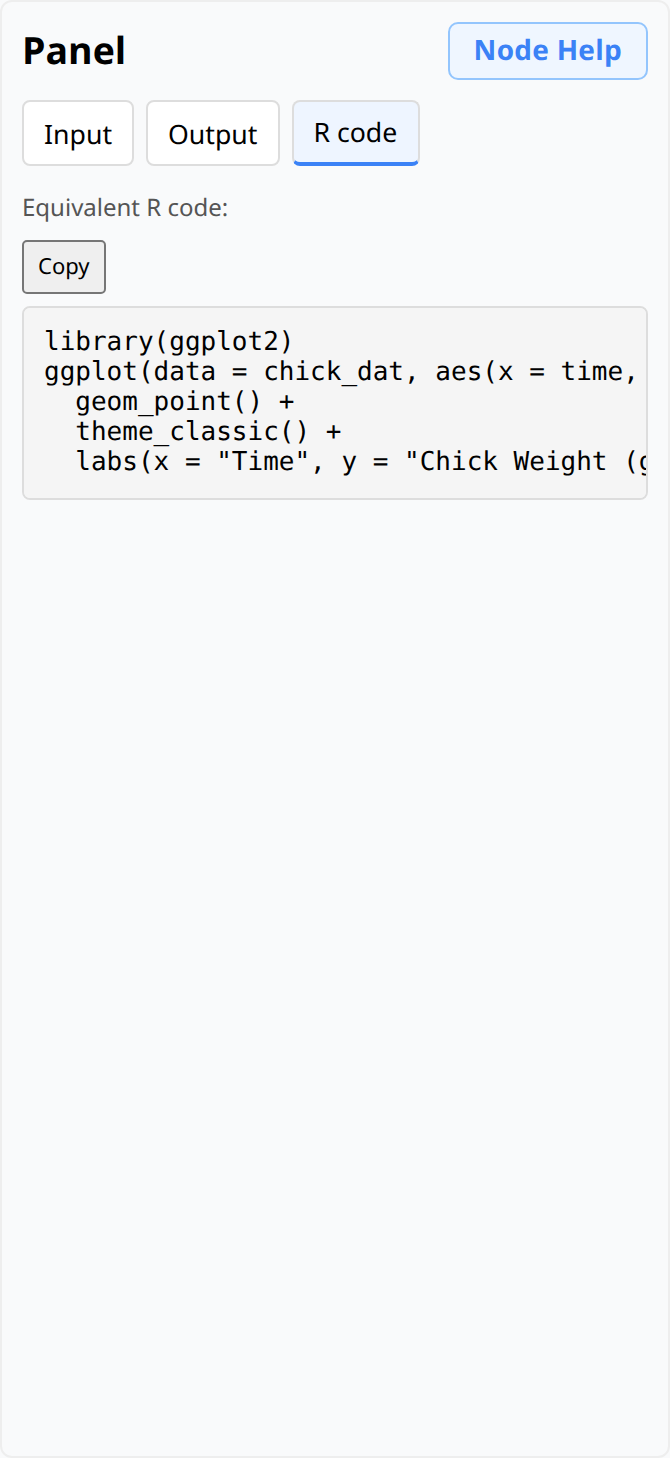 Panel
Node Help
Input
Output
R code
Equivalent R code:
Copy
library(ggplot2)
ggplot(data = chick_dat, aes(x = time,
  geom_point() +
  theme_classic() +
  labs(x = "Time", y = "Chick Weight (